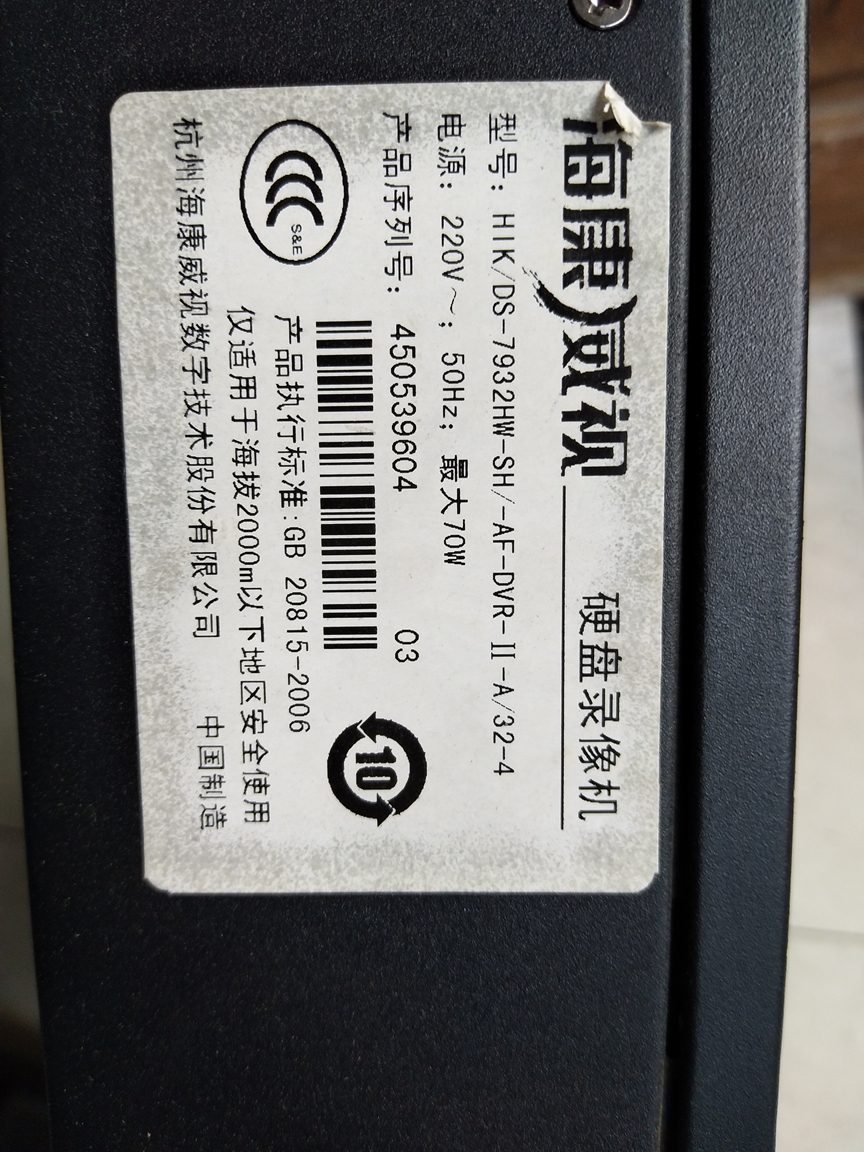 海康威视 硬盘录像机
型号: HIK/DS-7932HW-SH/-AF-DVR-II-A/32-4
电源: 220V～; 50Hz; 最大70W
产品序列号: 450539604 03
10
产品执行标准:GB 20815-2006
CCC S&E
仅适用于海拔2000m以下地区安全使用
杭州海康威视数字技术股份有限公司 中国制造